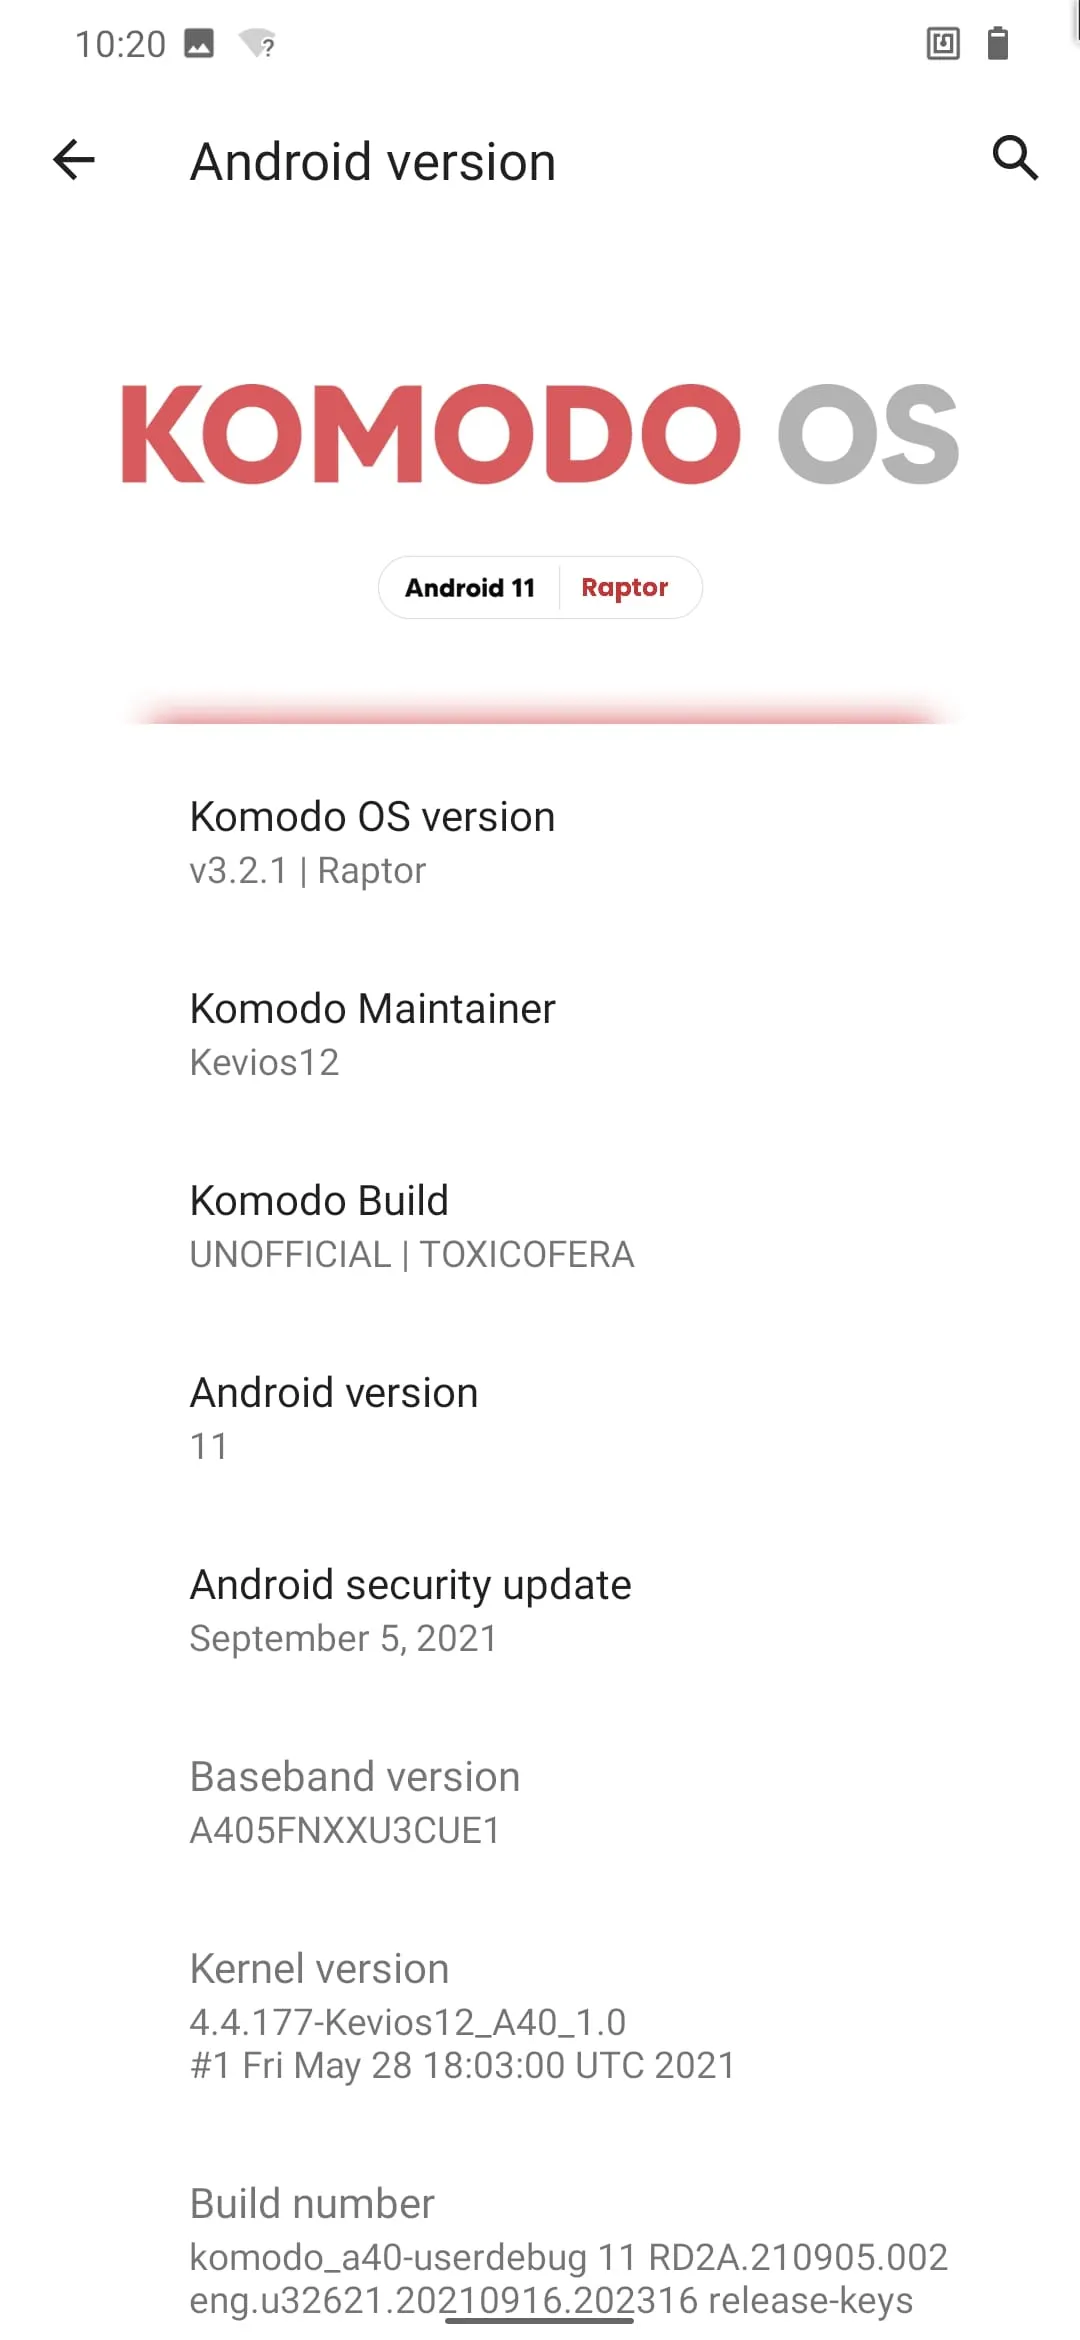 10:20
Android version
KOMODO OS
Android 11 Raptor
Komodo OS version
v3.2.1 | Raptor
Komodo Maintainer
Kevios12
Komodo Build
UNOFFICIAL | TOXICOFERA
Android version
11
Android security update
September 5, 2021
Baseband version
A405FNXXU3CUE1
Kernel version
4.4.177-Kevios12_A40_1.0
#1 Fri May 28 18:03:00 UTC 2021
Build number
komodo_a40-userdebug 11 RD2A.210905.002
eng.u32621.20210916.202316 release-keys